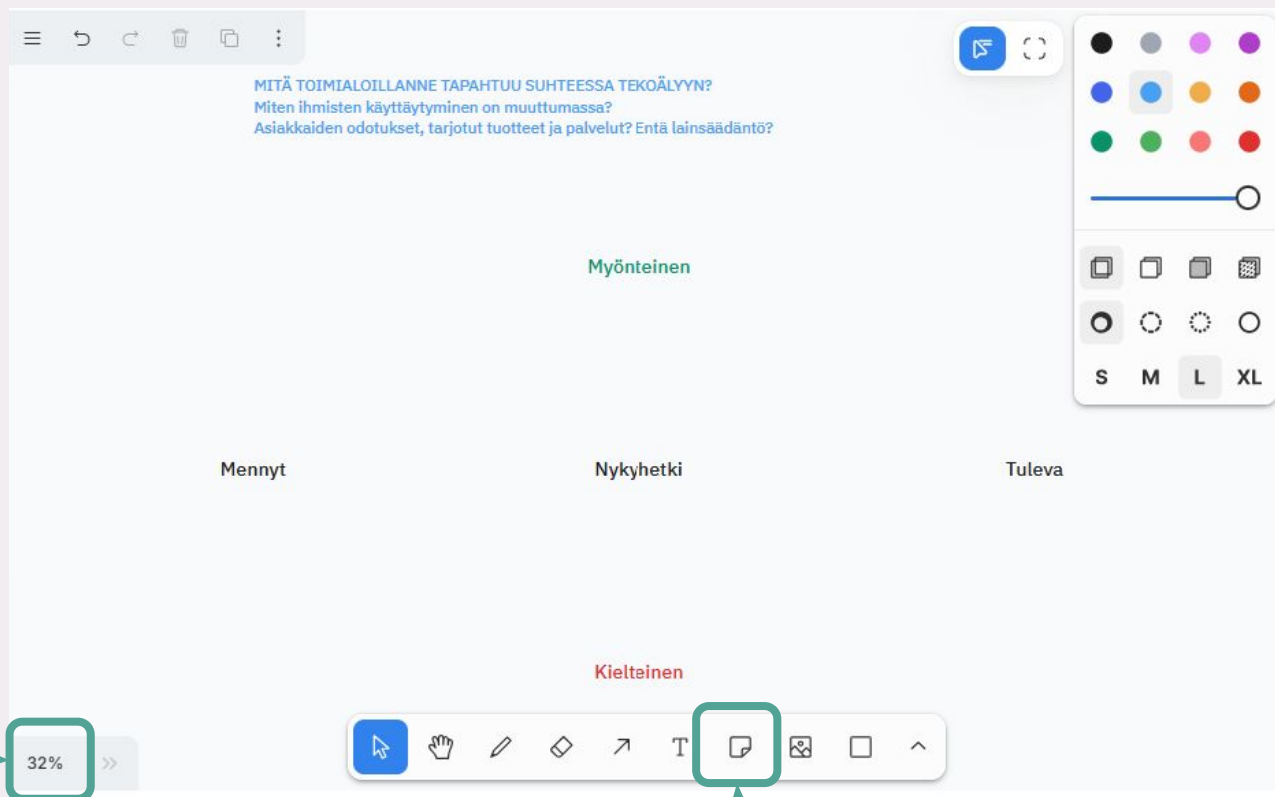 MITÄ TOIMIALOILLANNE TAPAHTUU SUHTEESSA TEKOÄLYYN?
Miten ihmisten käyttäytyminen on muuttumassa?
Asiakkaiden odotukset, tarjotut tuotteet ja palvelut? Entä lainsäädäntö?
Myönteinen
S M L XL
Mennyt Nykyhetki Tuleva
Kielteinen
T
32%